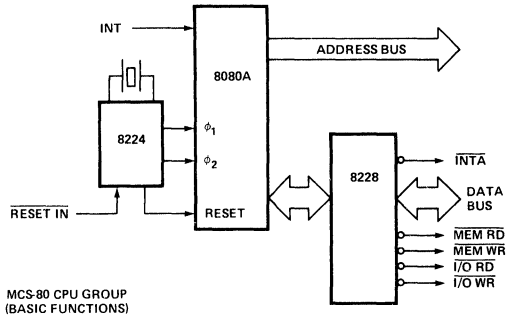 INT
ADDRESS BUS
8080A
8224
ϕ1
ϕ2
8228
INTA
DATA
BUS
RESET IN
RESET
MEM RD
MEM WR
I/O RD
I/O WR
MCS-80 CPU GROUP
(BASIC FUNCTIONS)